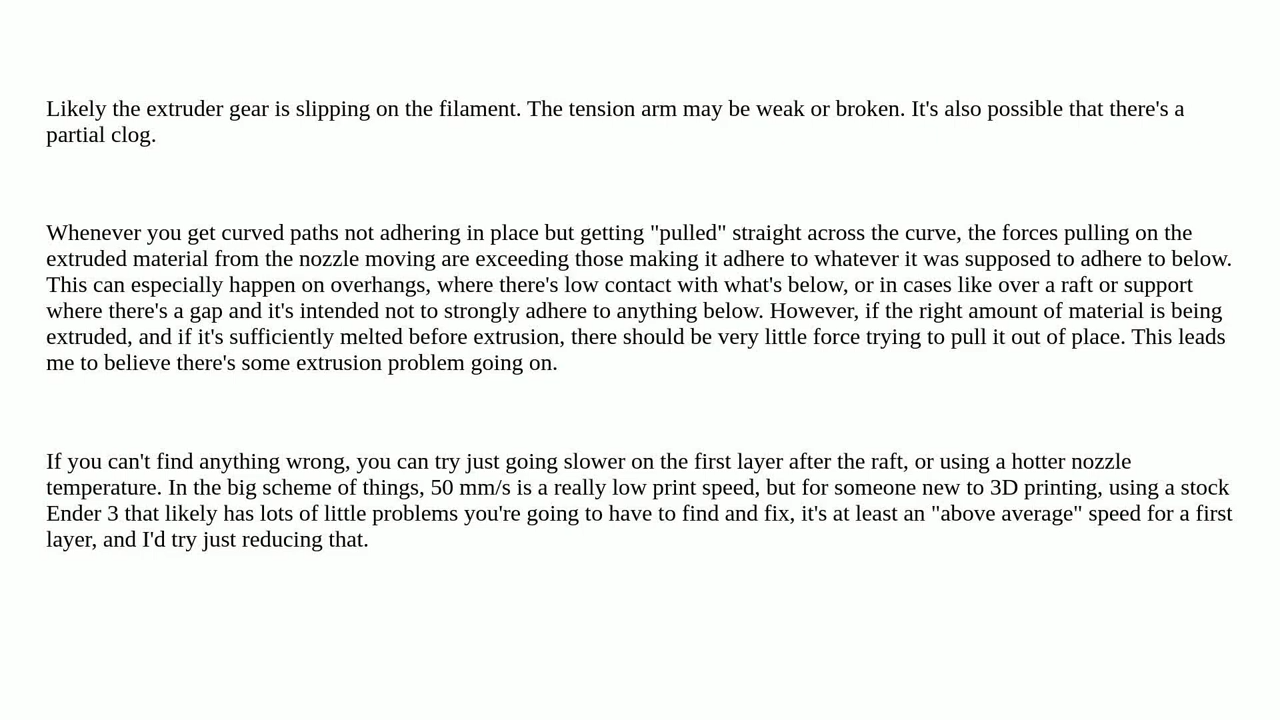 Likely the extruder gear is slipping on the filament. The tension arm may be weak or broken. It's also possible that there's a
partial clog.
Whenever you get curved paths not adhering in place but getting "pulled" straight across the curve, the forces pulling on the
extruded material from the nozzle moving are exceeding those making it adhere to whatever it was supposed to adhere to below.
This can especially happen on overhangs, where there's low contact with what's below, or in cases like over a raft or support
where there's a gap and it's intended not to strongly adhere to anything below. However, if the right amount of material is being
extruded, and if it's sufficiently melted before extrusion, there should be very little force trying to pull it out of place. This leads
me to believe there's some extrusion problem going on.
If you can't find anything wrong, you can try just going slower on the first layer after the raft, or using a hotter nozzle
temperature. In the big scheme of things, 50 mm/s is a really low print speed, but for someone new to 3D printing, using a stock
Ender 3 that likely has lots of little problems you're going to have to find and fix, it's at least an "above average" speed for a first
layer, and I'd try just reducing that.